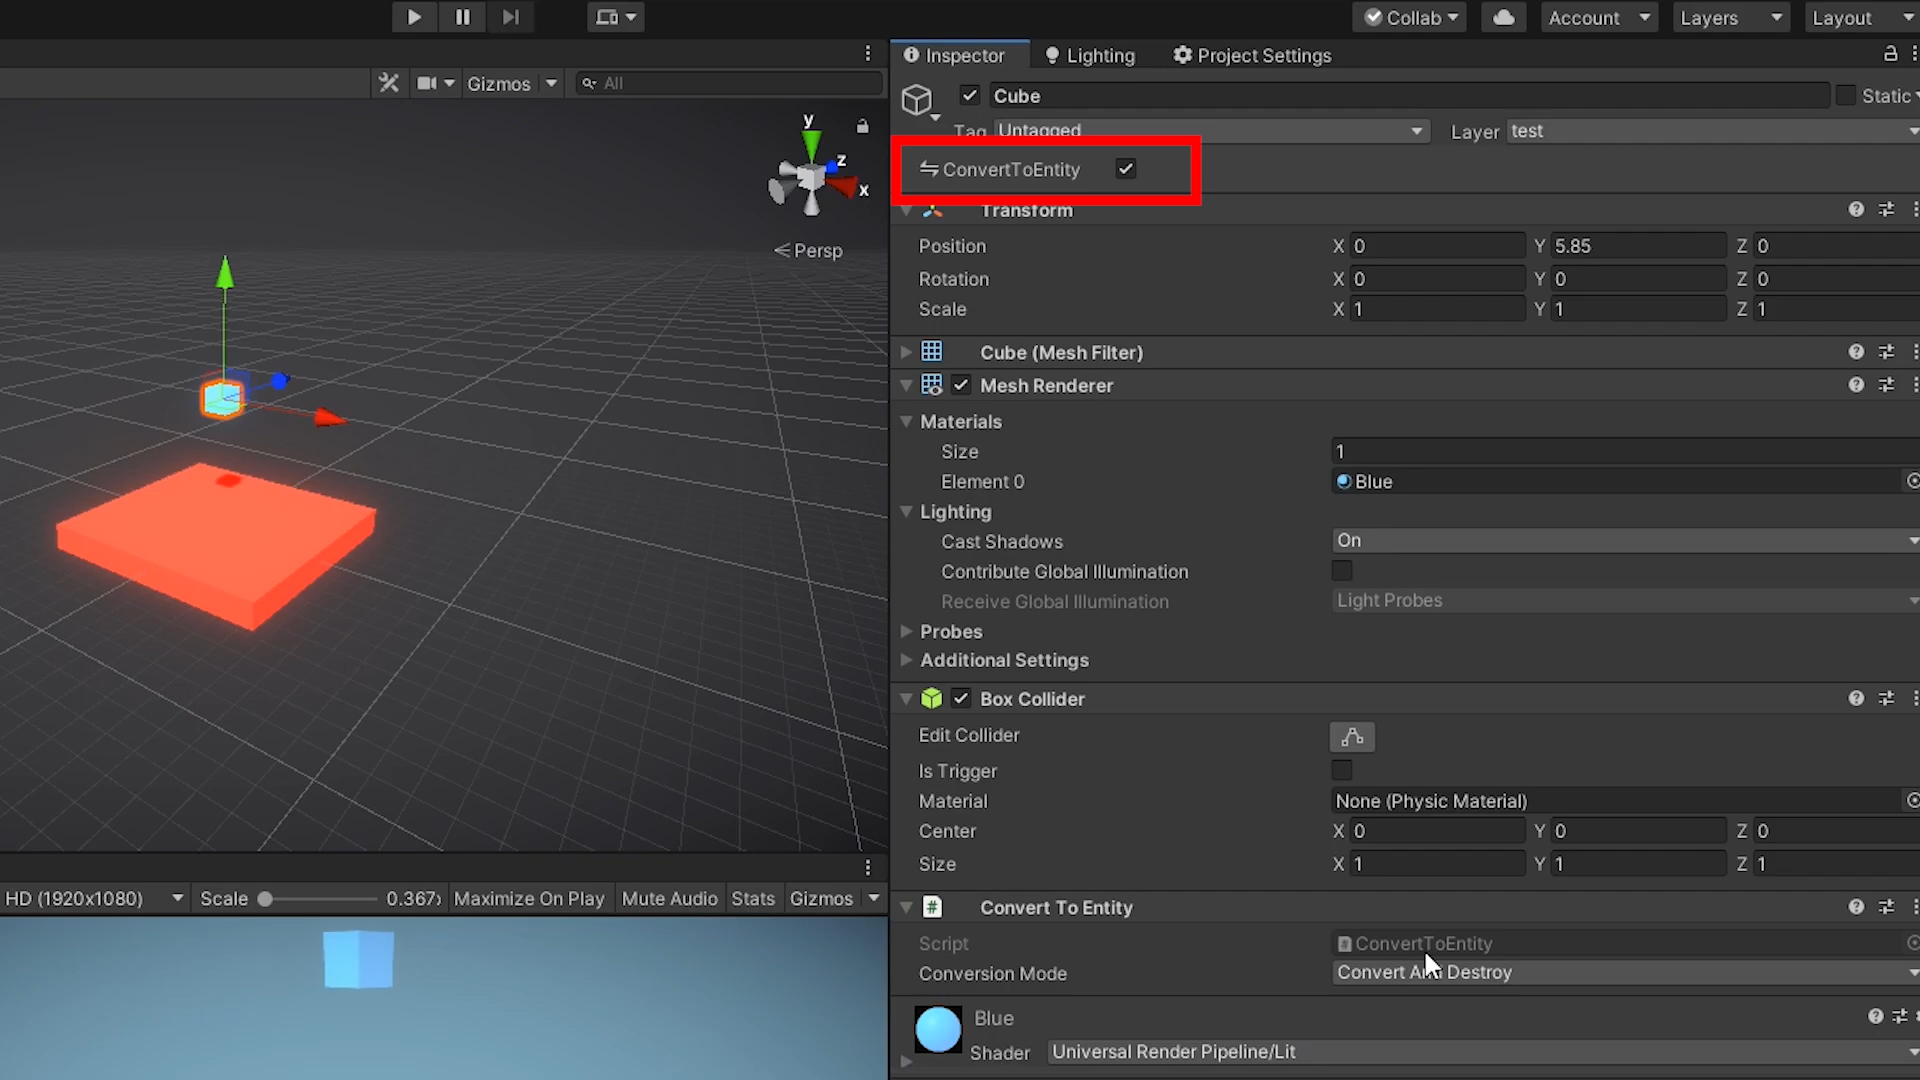 Collab Account Layers Layout
Inspector Lighting Project Settings
Gizmos All
Cube Static
Tag Untagged Layer test
ConvertToEntity
y
z
x
Persp
Transform
Position X 0 Y 5.85 Z 0
Rotation X 0 Y 0 Z 0
Scale X 1 Y 1 Z 1
Cube (Mesh Filter)
Mesh Renderer
Materials
Size 1
Element 0 Blue
Lighting
Cast Shadows On
Contribute Global Illumination
Receive Global Illumination Light Probes
Probes
Additional Settings
Box Collider
Edit Collider
Is Trigger
Material None (Physic Material)
Center X 0 Y 0 Z 0
Size X 1 Y 1 Z 1
HD (1920x1080) Scale 0.367 Maximize On Play Mute Audio Stats Gizmos
Convert To Entity
Script ConvertToEntity
Conversion Mode Convert And Destroy
Blue
Shader Universal Render Pipeline/Lit